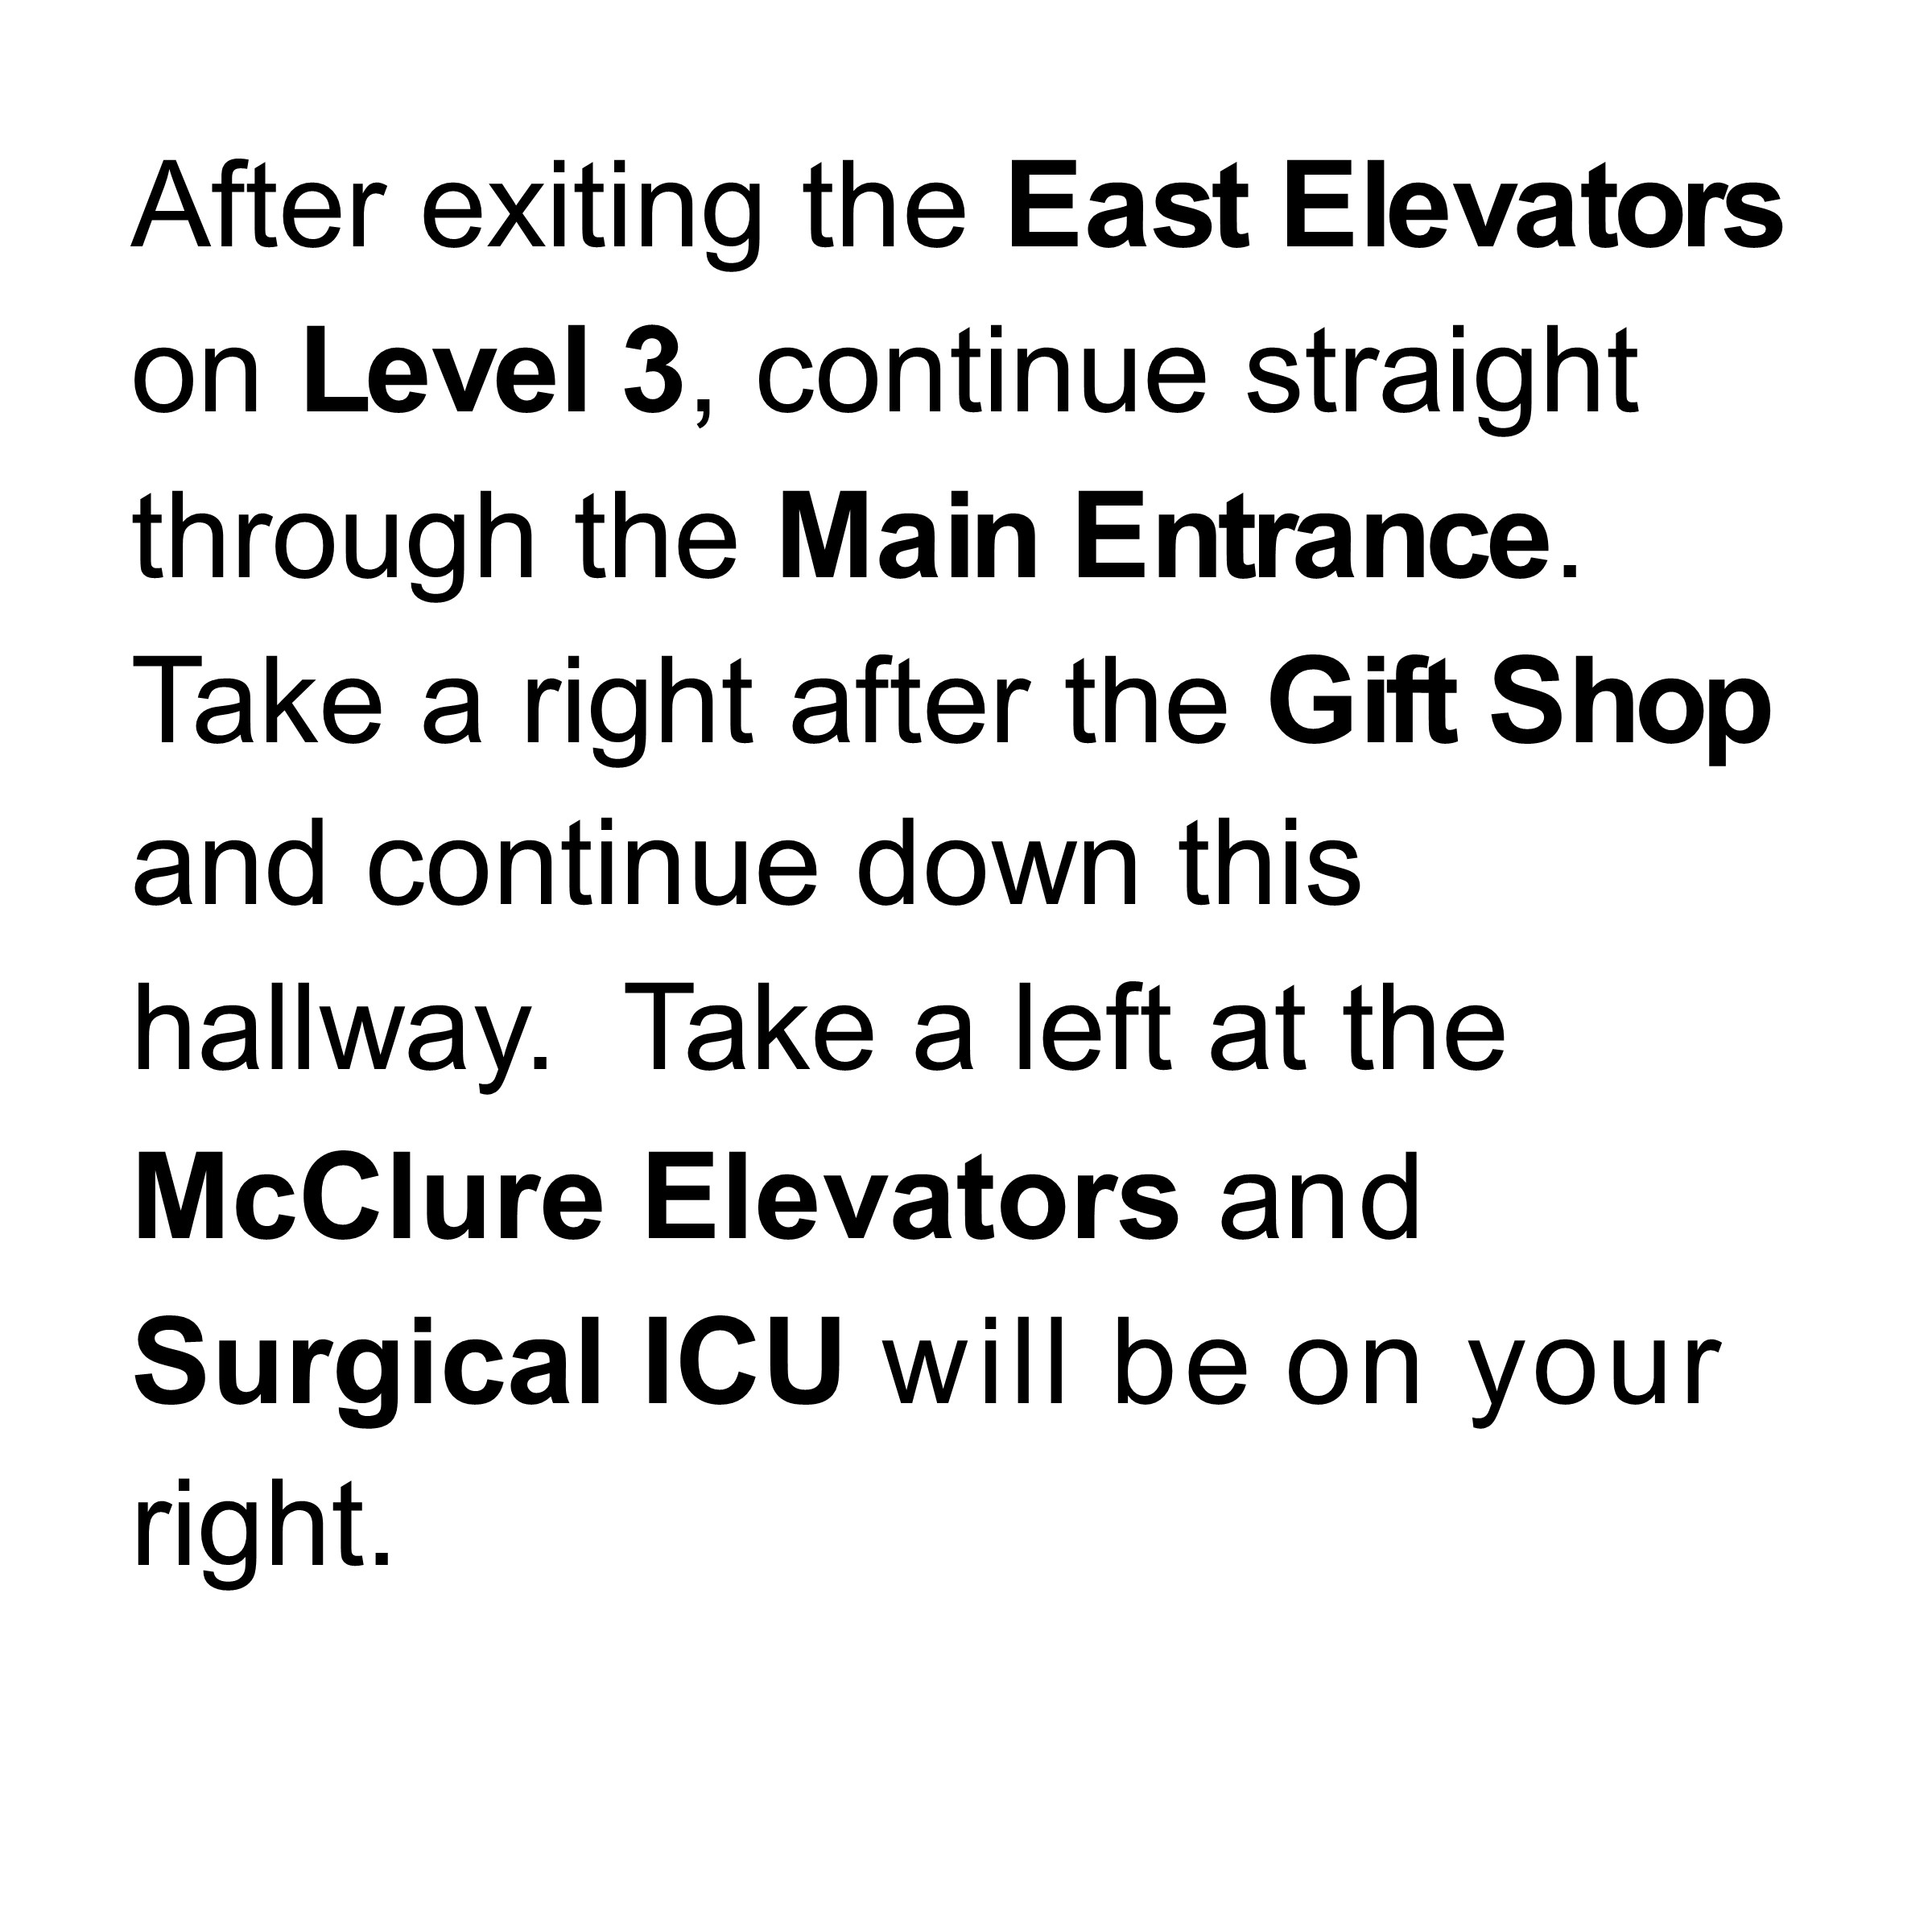 After exiting the East Elevators
on Level 3, continue straight
through the Main Entrance.
Take a right after the Gift Shop
and continue down this
hallway.  Take a left at the
McClure Elevators and
Surgical ICU will be on your
right.